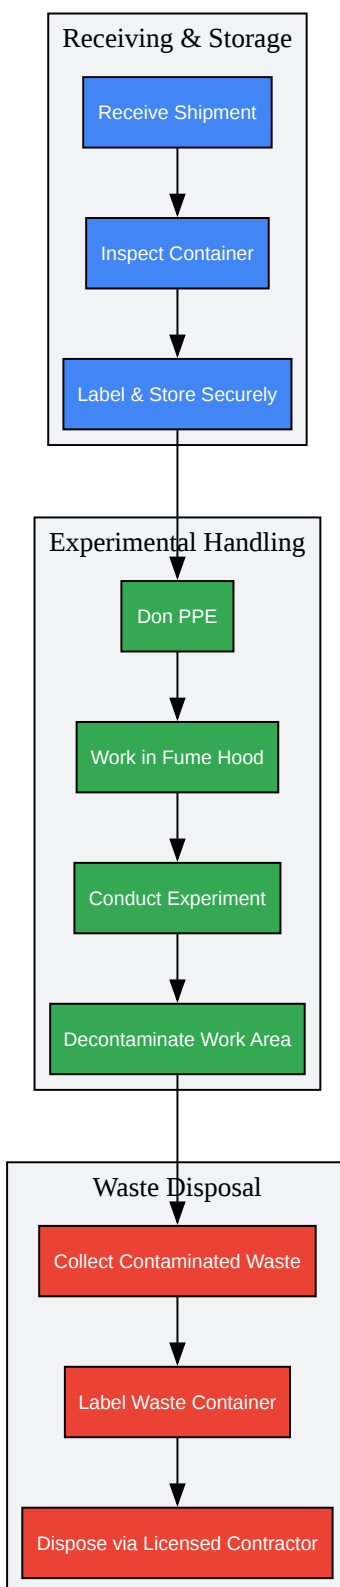 Receiving & Storage
Receive Shipment
Inspect Container
Label & Store Securely
Experimental Handling
Don PPE
Work in Fume Hood
Conduct Experiment
Decontaminate Work Area
Waste Disposal
Collect Contaminated Waste
Label Waste Container
Dispose via Licensed Contractor